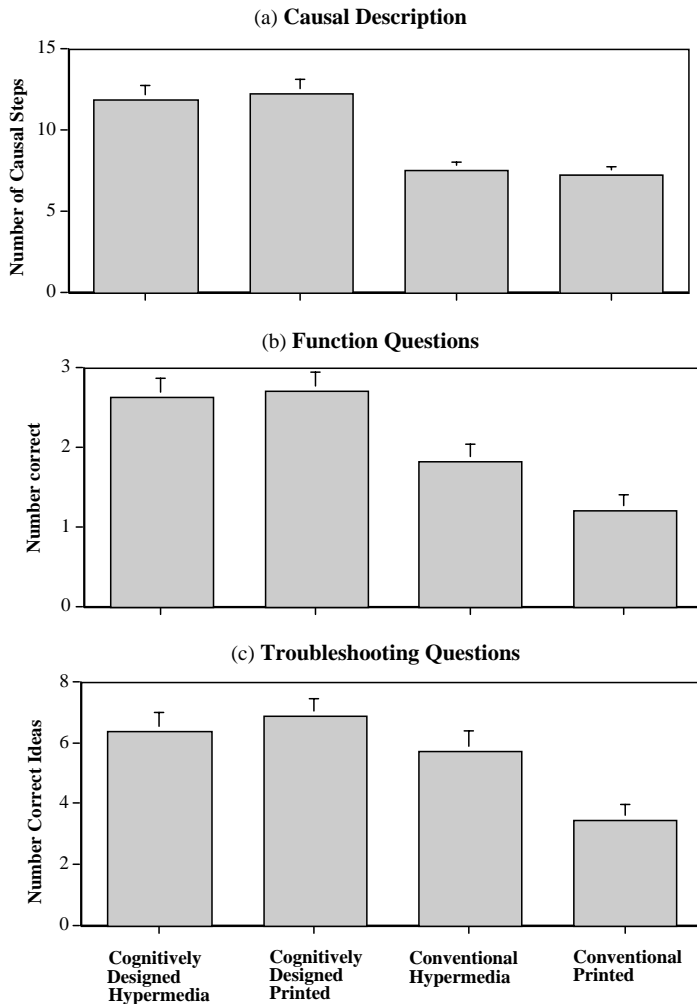 (a) Causal Description
15
10
5
0
Number of Causal Steps
(b) Function Questions
3
2
1
0
Number correct
(c) Troubleshooting Questions
8
6
4
2
0
Number Correct Ideas
Cognitively
Designed
Hypermedia
Cognitively
Designed
Printed
Conventional
Hypermedia
Conventional
Printed